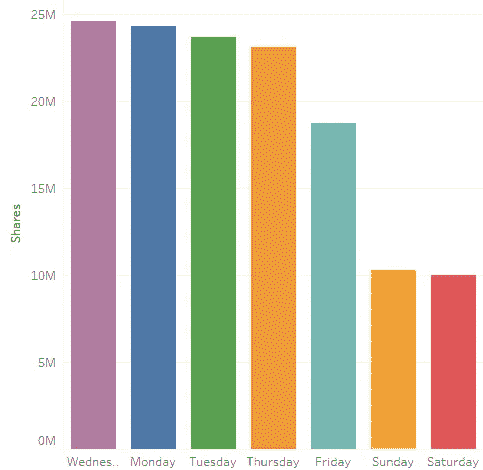 25M
20M
15M
10M
5M
0M
Shares
Wednes.. Monday Tuesday Thursday Friday Sunday Saturday